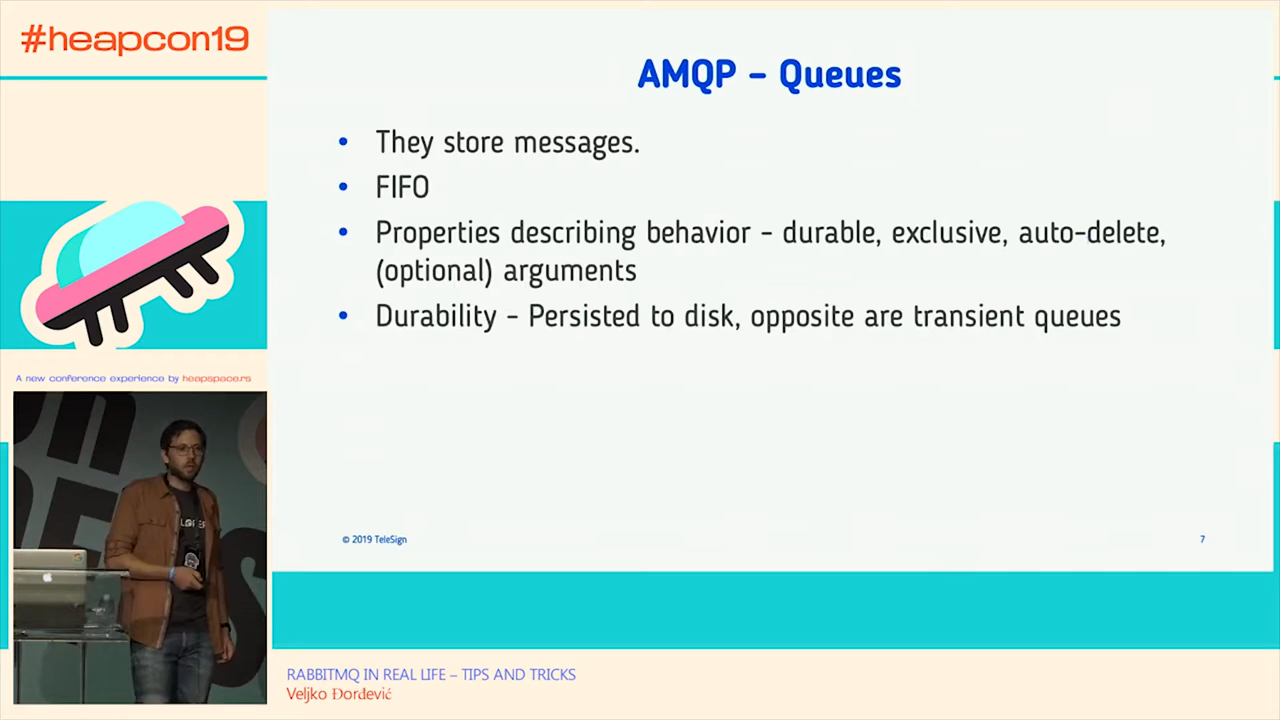 #heapcon19
AMQP – Queues
• They store messages.
• FIFO
• Properties describing behavior – durable, exclusive, auto-delete,
(optional) arguments
• Durability – Persisted to disk, opposite are transient queues
A new conference experience by heapspace.rs
© 2019 TeleSign
7
RABBITMQ IN REAL LIFE – TIPS AND TRICKS
Veljko Đorđević